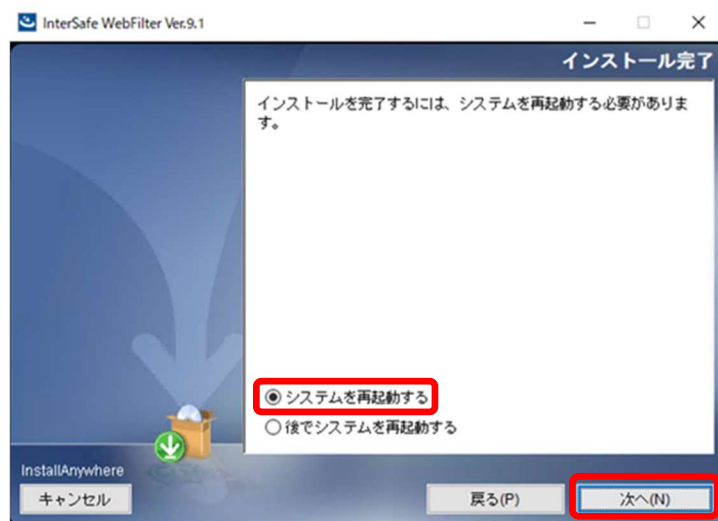 InterSafe WebFilter Ver.9.1
インストール完了
インストールを完了するには、システムを再起動する必要がありま
す。
システムを再起動する
後でシステムを再起動する
InstallAnywhere
キャンセル
戻る(P)
次へ(N)